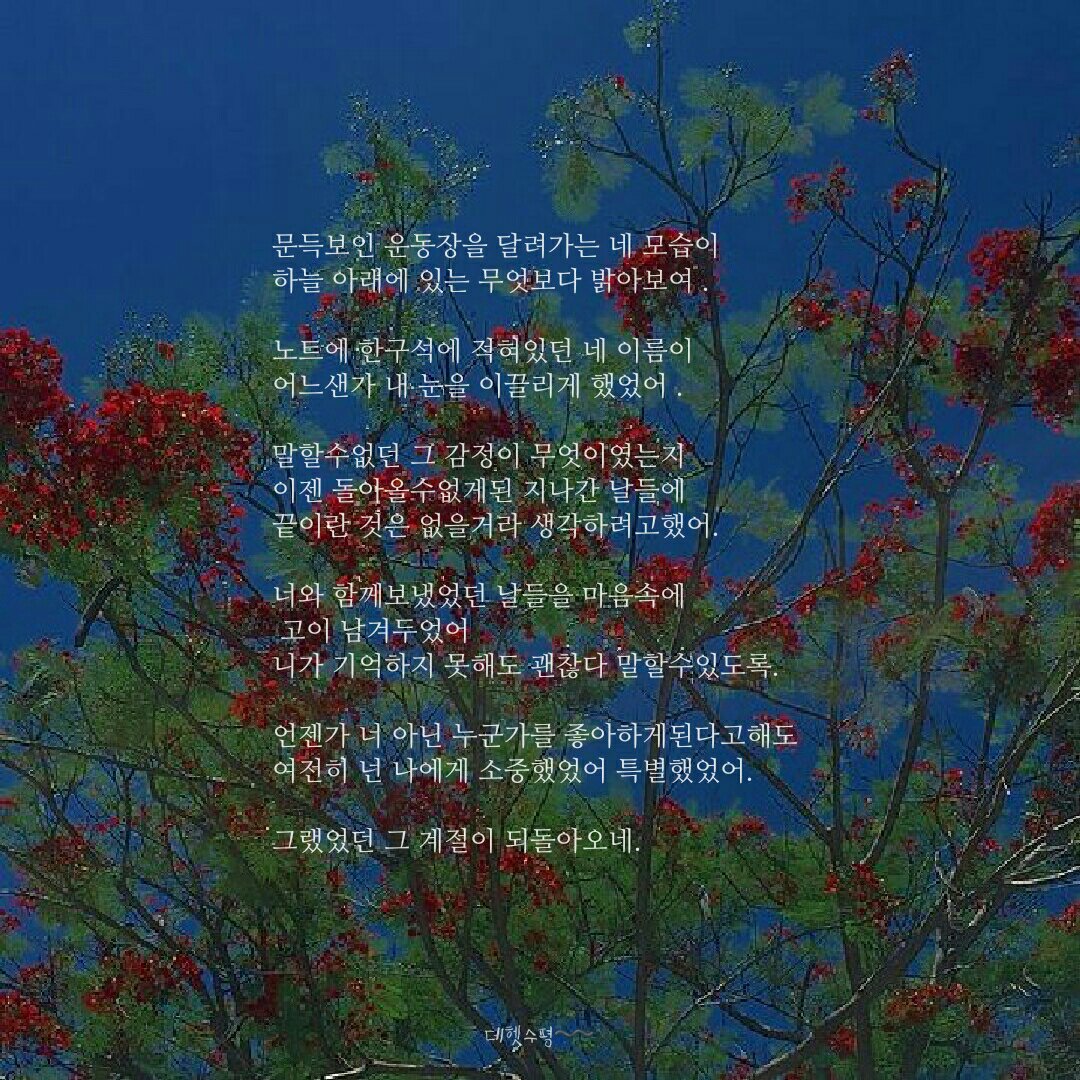 문득보인 운동장을 달려가는 네 모습이
하늘 아래에 있는 무엇보다 밝아보여 .
노트에 한구석에 적혀있던 네 이름이
어느샌가 내 눈을 이끌리게 했었어 .
말할수없던 그 감정이 무엇이였는지
이젠 돌아올수없게된 지나간 날들에
끝이란 것은 없을거라 생각하려고했어.
너와 함께보냈었던 날들을 마음속에
고이 남겨두었어
니가 기억하지 못해도 괜찮다 말할수있도록.
언젠가 너 아닌 누군가를 좋아하게된다고해도
여전히 넌 나에게 소중했었어 특별했었어.
그랬었던 그 계절이 되돌아오네.